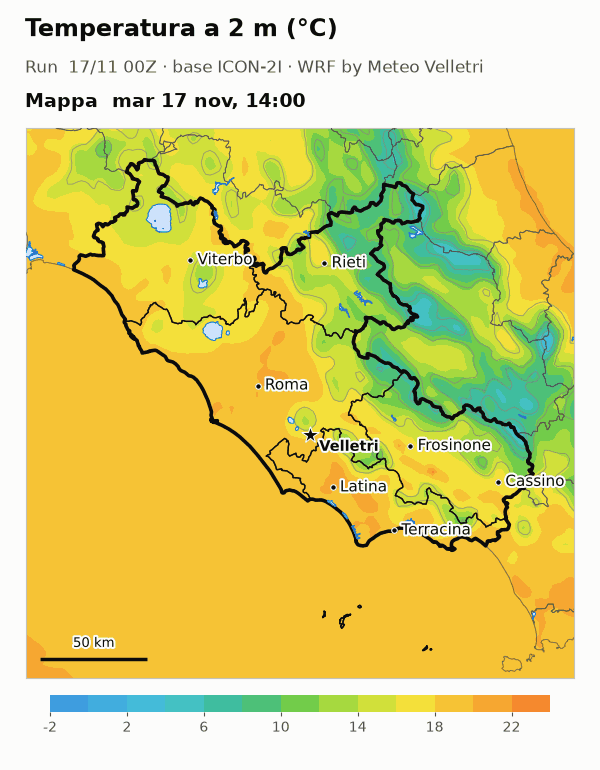 Temperatura a 2 m (°C)
Run  17/11 00Z · base ICON-2I · WRF by Meteo Velletri
Mappa  mar 17 nov, 14:00
Viterbo
Rieti
Roma
Velletri
Frosinone
Cassino
Latina
Terracina
50 km
-2 2 6 10 14 18 22